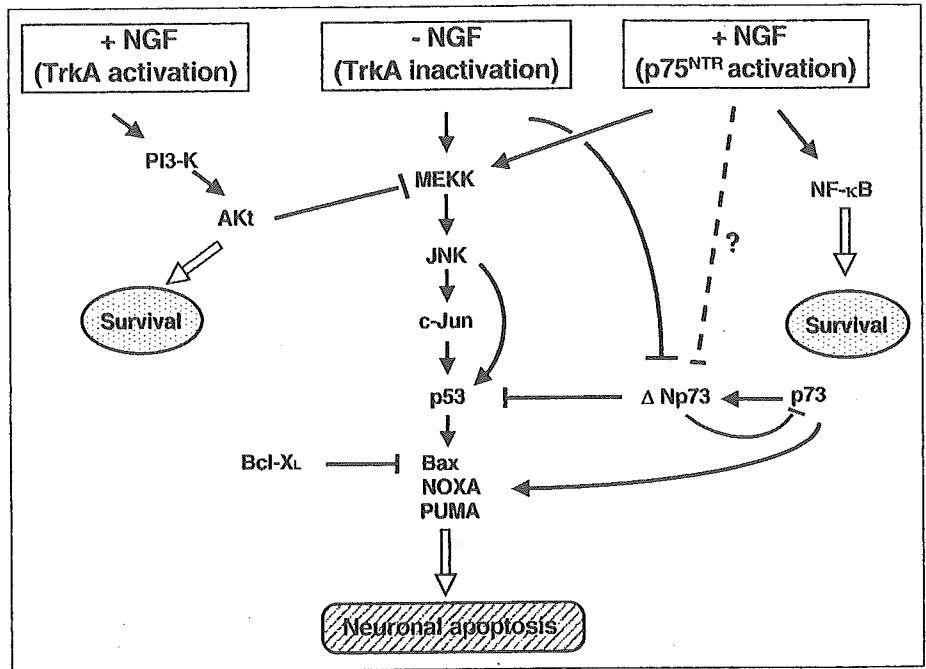 + NGF
(TrkA activation)
- NGF
(TrkA inactivation)
+ NGF
(p75NTR activation)
PI3-K
AKt
Survival
MEKK
JNK
c-Jun
p53
Bcl-XL
Bax
NOXA
PUMA
Neuronal apoptosis
?
Δ Np73
p73
NF-κB
Survival